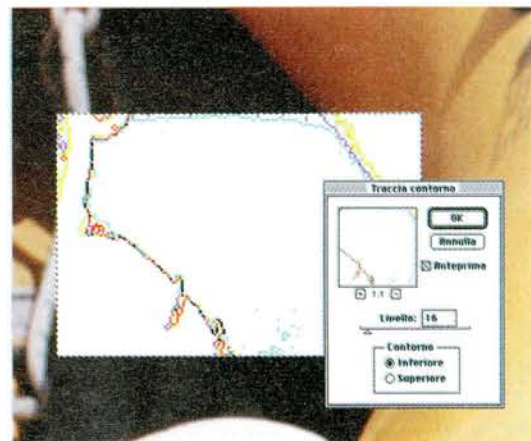 Traccia contorno
OK
Annulla
Anteprima
1:1
Livello: 16
Contorno
Inferiore
Superiore